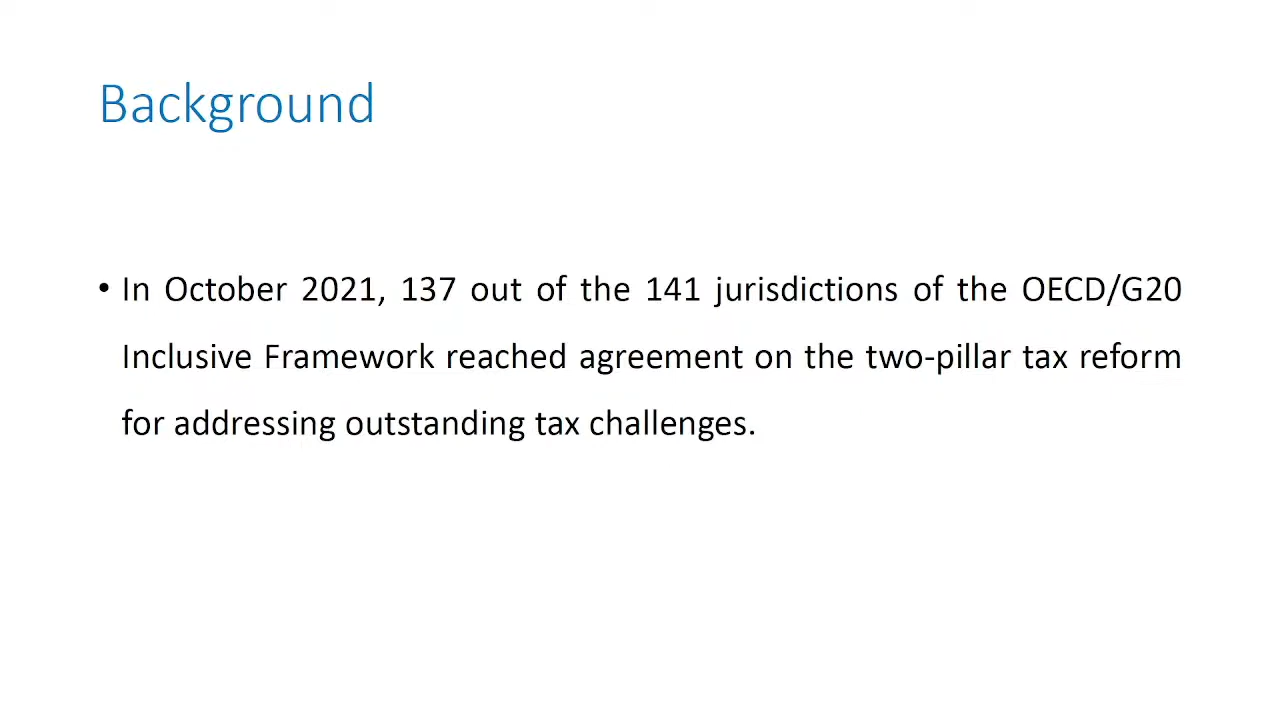 Background
• In October 2021, 137 out of the 141 jurisdictions of the OECD/G20
Inclusive Framework reached agreement on the two-pillar tax reform
for addressing outstanding tax challenges.